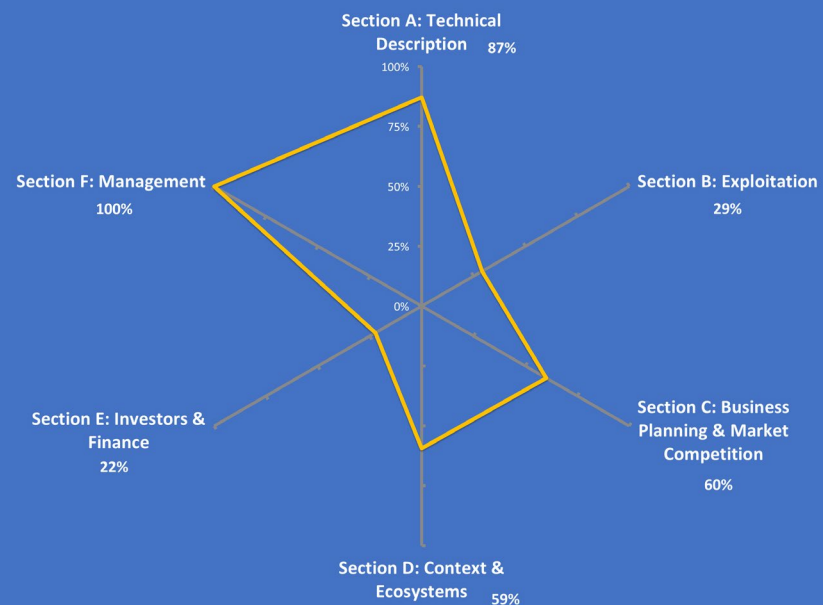 Section A: Technical
Description 87%
100%
75%
50%
25%
0%
Section F: Management
100%
Section B: Exploitation
29%
Section E: Investors &
Finance
22%
Section C: Business
Planning & Market
Competition
60%
Section D: Context &
Ecosystems 59%